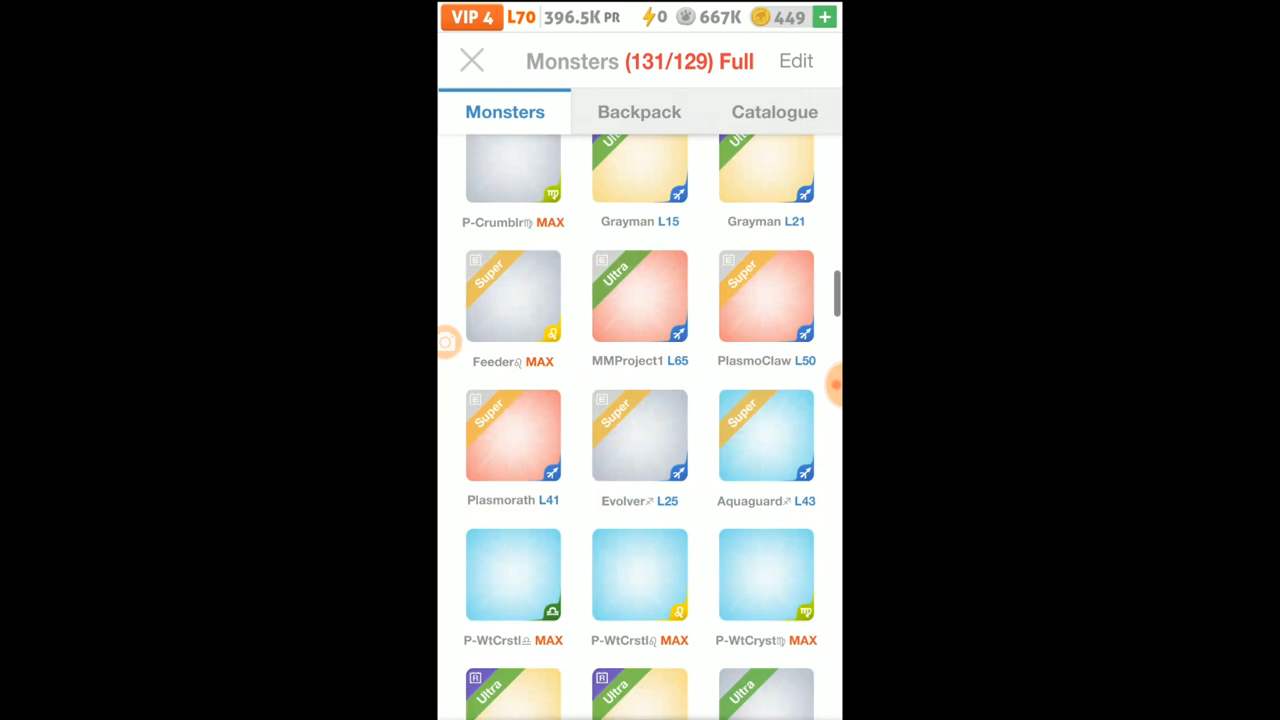 VIP 4 L70 396.5K PR 0 667K 449 +
Monsters (131/129) Full Edit
Monsters Backpack Catalogue
Ultra Ultra
P-Crumblr♍ MAX Grayman L15 Grayman L21
E Super E Ultra E Super
Feeder♌ MAX MMProject1 L65 PlasmoClaw L50
E Super E Super Super
Plasmorath L41 Evolver♐ L25 Aquaguard♐ L43
P-WtCrstl♎ MAX P-WtCrstl♌ MAX P-WtCryst♍ MAX
R Ultra R Ultra Ultra